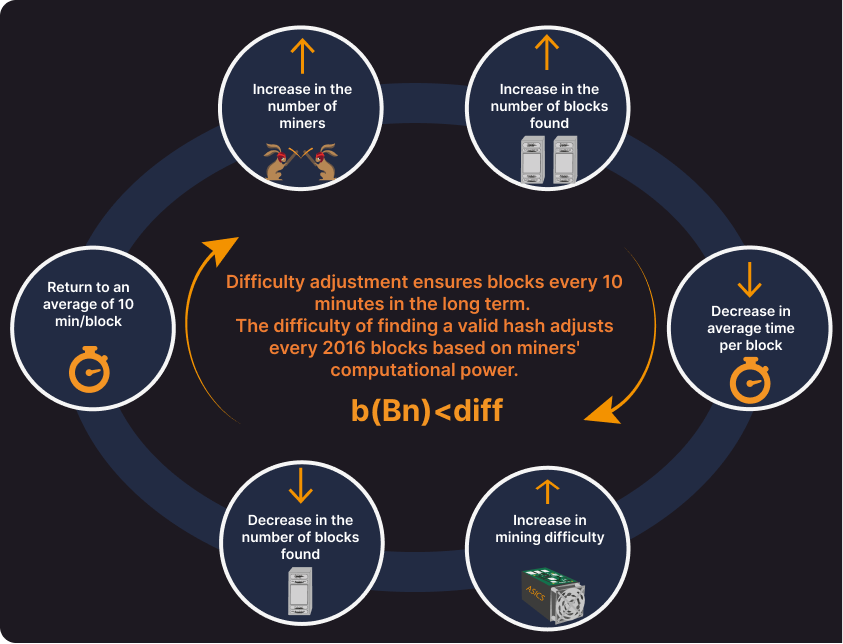 Increase in the
number of
miners
Increase in the
number of blocks
found
Return to an
average of 10
min/block
Difficulty adjustment ensures blocks every 10
minutes in the long term.
The difficulty of finding a valid hash adjusts
every 2016 blocks based on miners'
computational power.
b(Bn)<diff
Decrease in
average time
per block
Decrease in the
number of blocks
found
Increase in
mining difficulty
ASICS